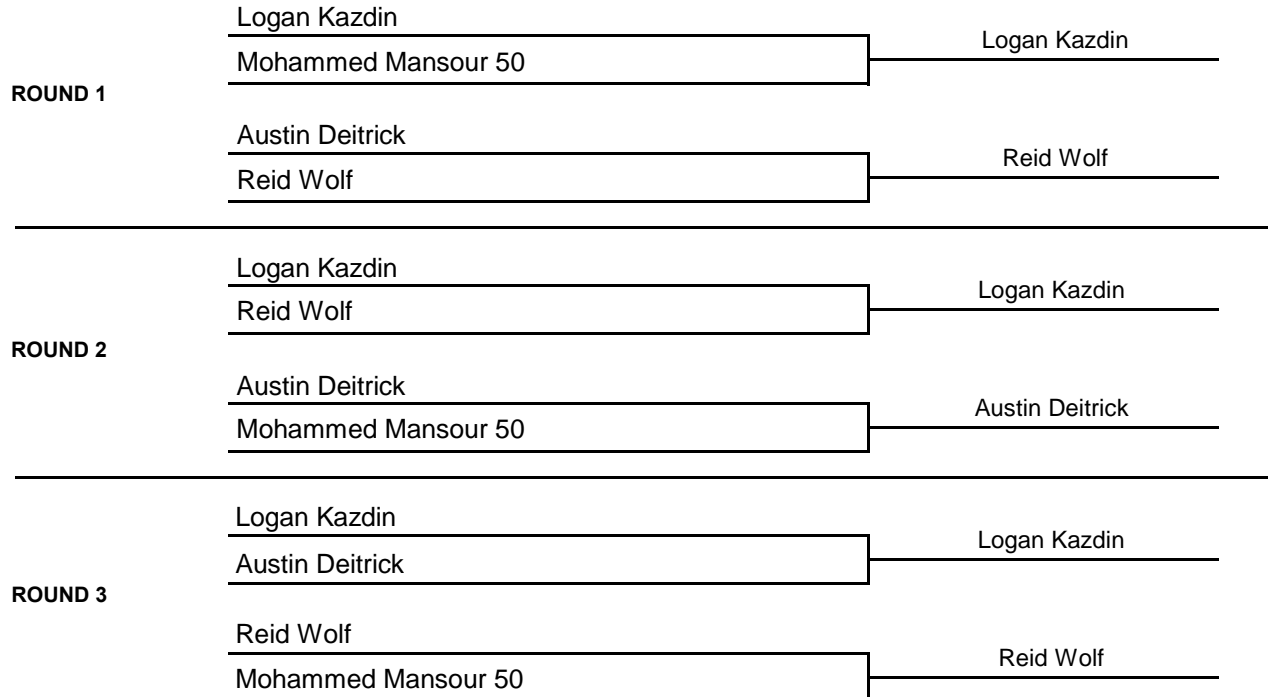 Logan Kazdin
Logan Kazdin
Mohammed Mansour 50
ROUND 1
Austin Deitrick
Reid Wolf
Reid Wolf
Logan Kazdin
Logan Kazdin
Reid Wolf
ROUND 2
Austin Deitrick
Austin Deitrick
Mohammed Mansour 50
Logan Kazdin
Logan Kazdin
Austin Deitrick
ROUND 3
Reid Wolf
Reid Wolf
Mohammed Mansour 50